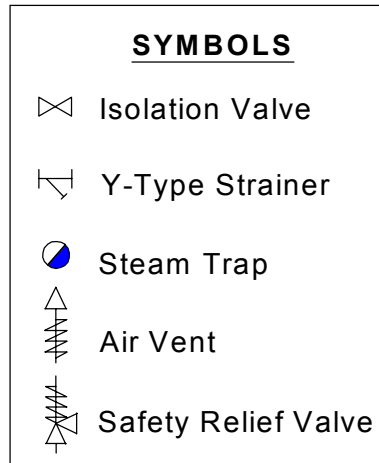 SYMBOLS
Isolation Valve
Y-Type Strainer
Steam Trap
Air Vent
Safety Relief Valve